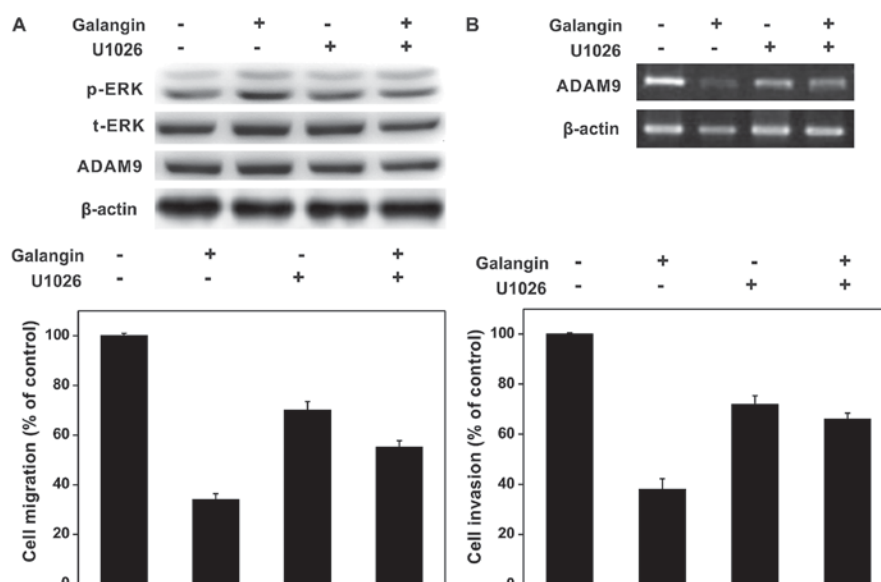 A
Galangin - + - +
U1026 - - + +
p-ERK
t-ERK
ADAM9
β-actin
B
Galangin - + - +
U1026 - - + +
ADAM9
β-actin
Galangin - + - +
U1026 - - + +
Cell migration (% of control)
100
80
60
40
20
0
Galangin - + - +
U1026 - - + +
Cell invasion (% of control)
100
80
60
40
20
0